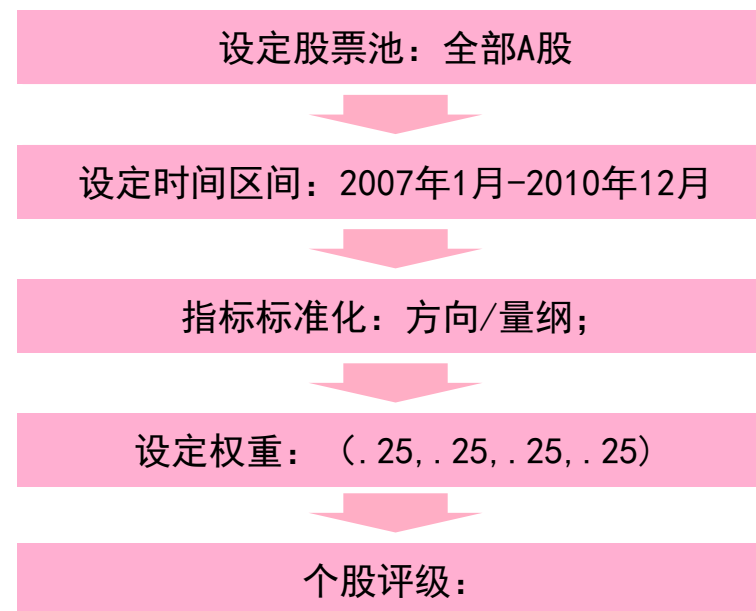 设定股票池：全部A股
设定时间区间：2007年1月-2010年12月
指标标准化：方向/量纲；
设定权重：（.25,.25,.25,.25)
个股评级：